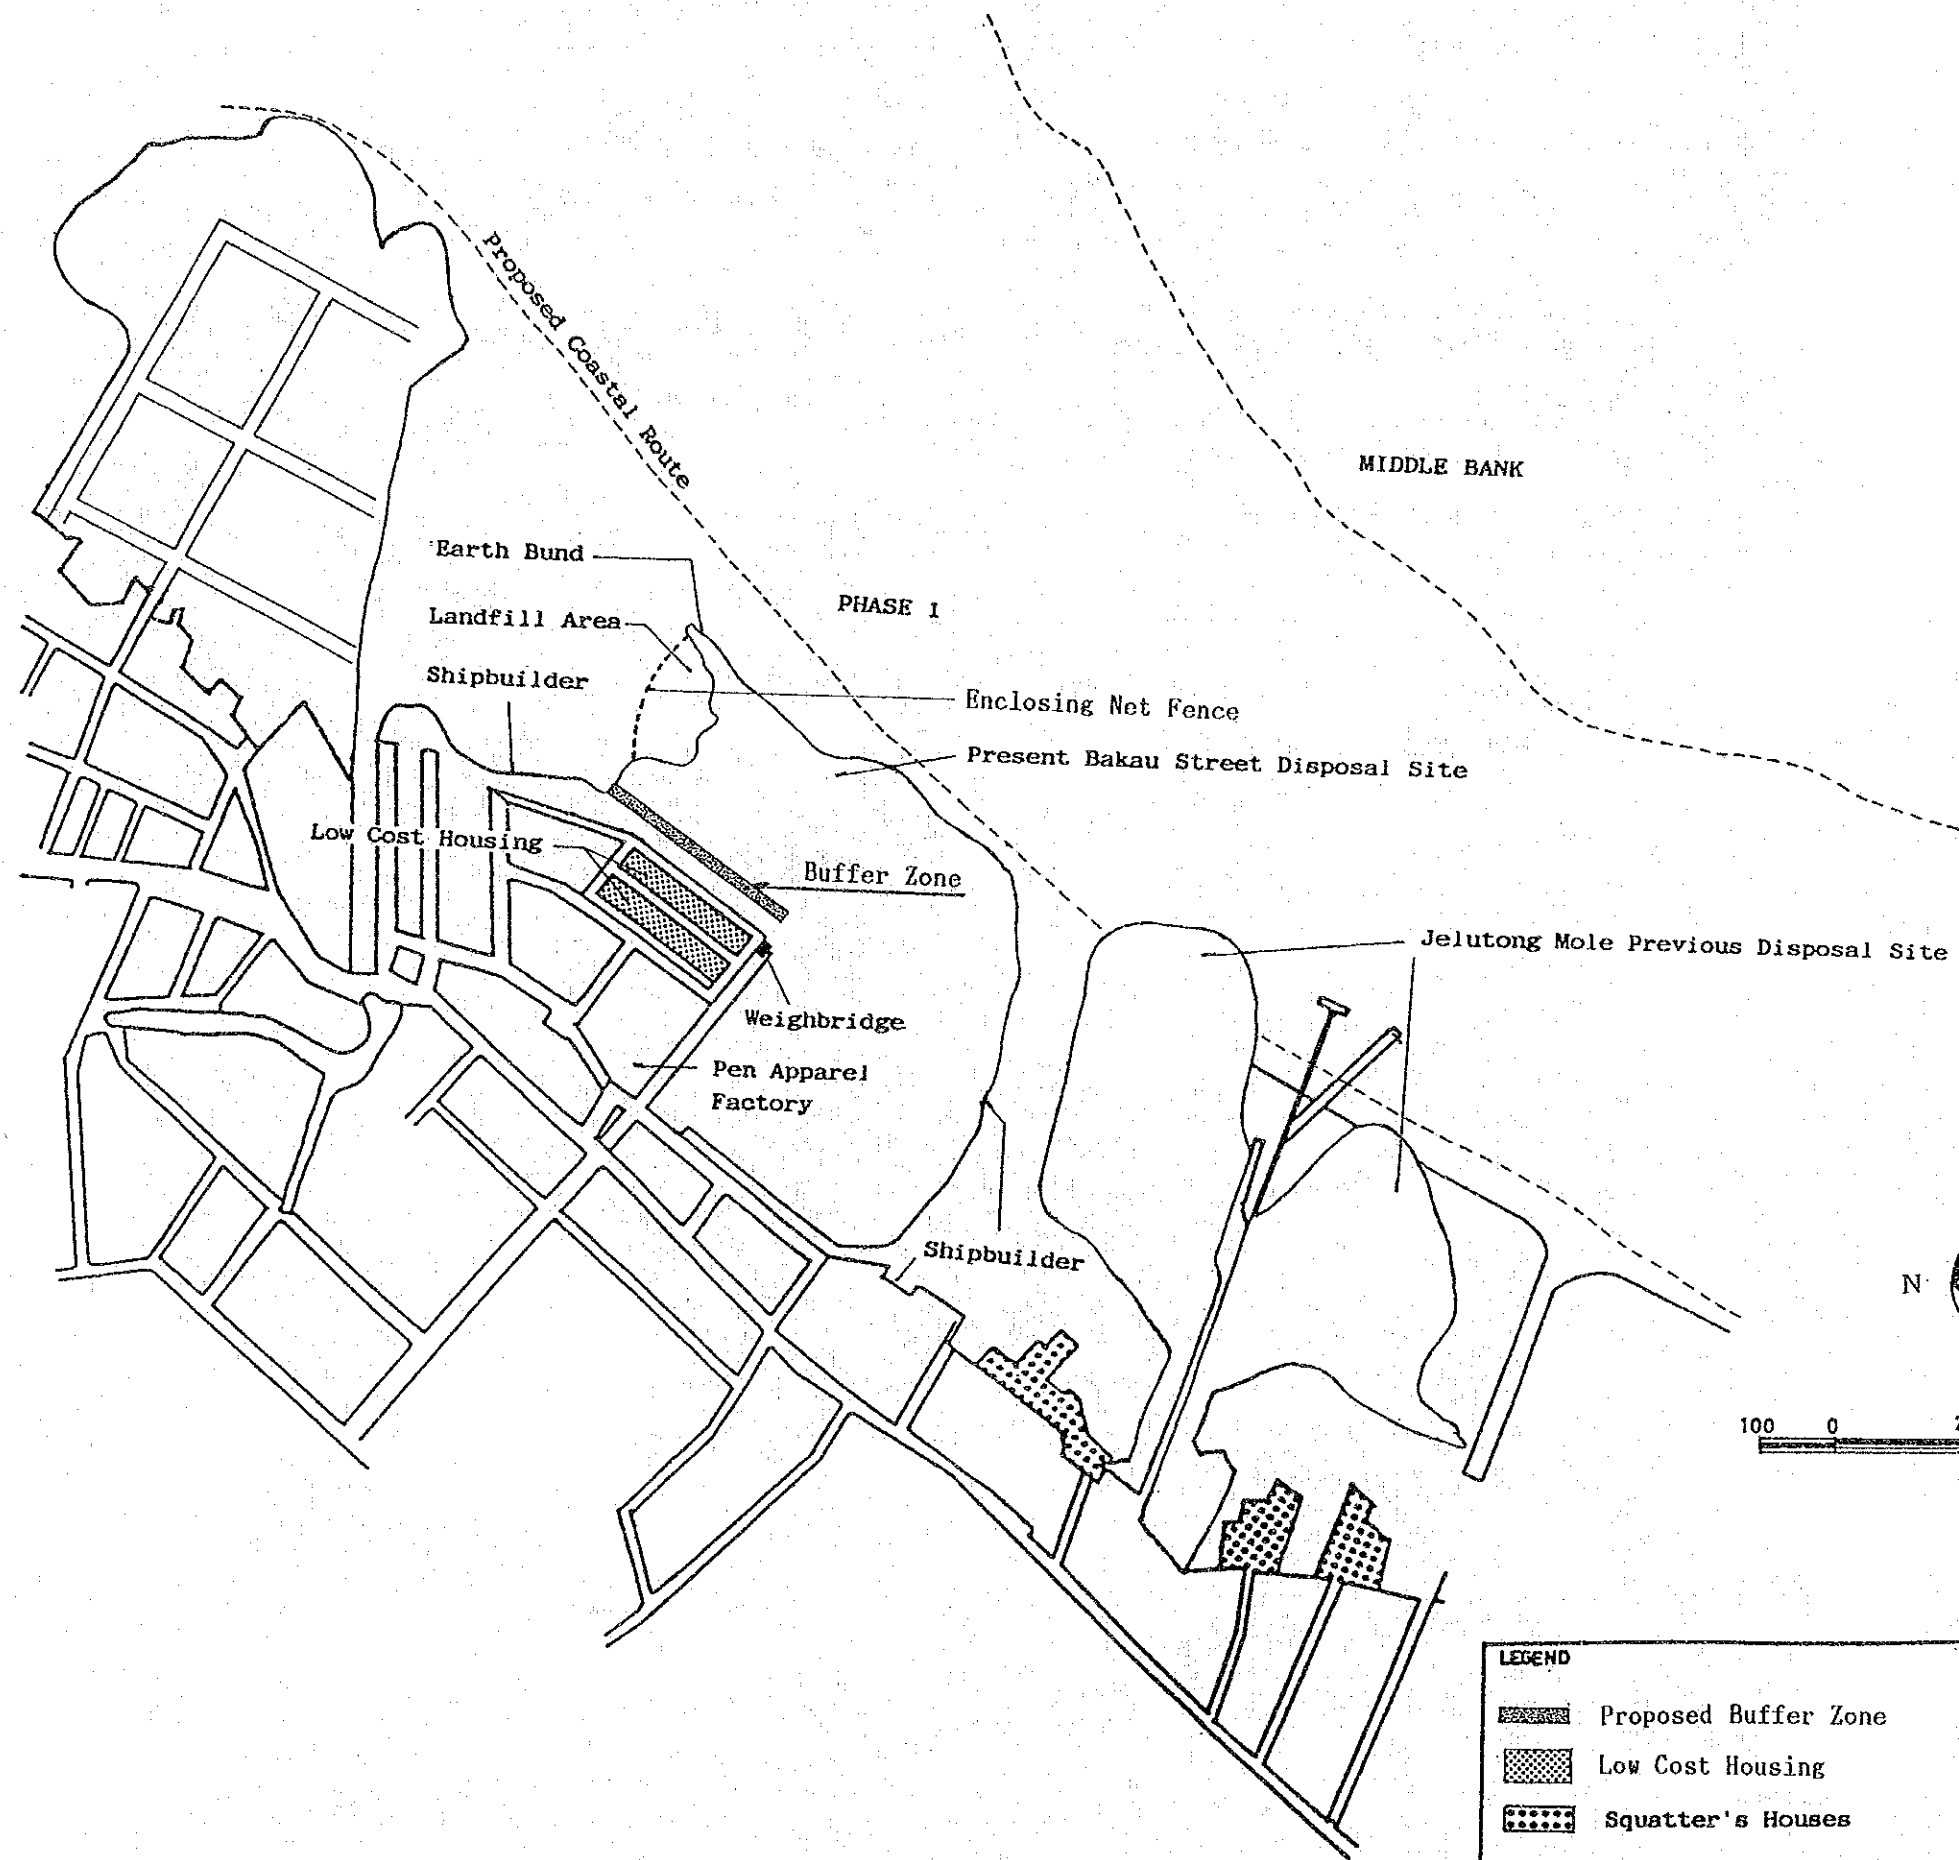 Proposed Coastal Route
MIDDLE BANK
Earth Bund
PHASE I
Landfill Area
Shipbuilder
Enclosing Net Fence
Present Bakau Street Disposal Site
Low Cost Housing
Buffer Zone
Jelutong Mole Previous Disposal Site
Weighbridge
Pen Apparel
Factory
Shipbuilder
N
100 0
LEGEND
Proposed Buffer Zone
Low Cost Housing
Squatter's Houses